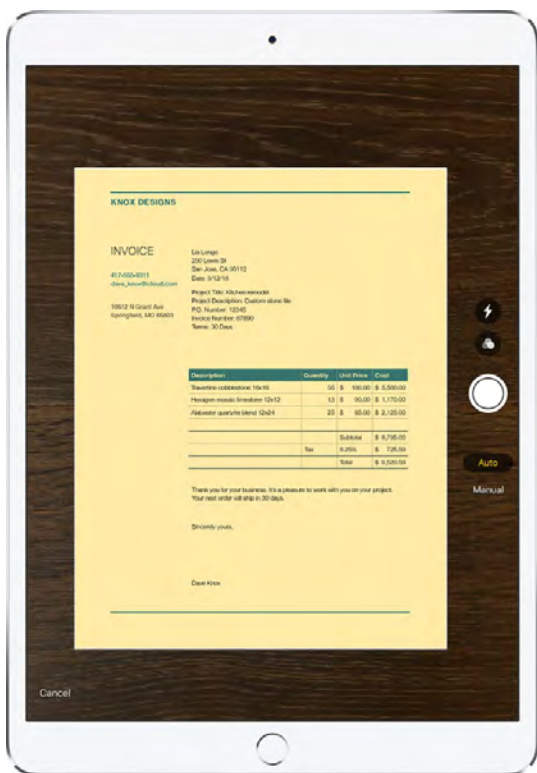 KNOX DESIGNS
INVOICE
Lia Longo
200 Lewis St
San Jose, CA 95112
Date: 3/12/18
417-555-9311
dave_knox@icloud.com
Project Title: Kitchen remodel
Project Description: Custom stone tile
P.O. Number: 12345
Invoice Number: 67890
Terms: 30 Days
10612 N Grant Ave
Springfield, MO 65803
Description Quantity Unit Price Cost
Travertine cobblestone 16x16 55 $ 100.00 $ 5,500.00
Hexagon mosaic limestone 12x12 13 $ 90.00 $ 1,170.00
Alabaster quartzite blend 12x24 25 $ 85.00 $ 2,125.00
Subtotal $ 8,795.00
Tax 8.25% $ 725.59
Total $ 9,520.59
Thank you for your business. It's a pleasure to work with you on your project.
Your next order will ship in 30 days.
Sincerely yours,
Dave Knox
Auto
Manual
Cancel